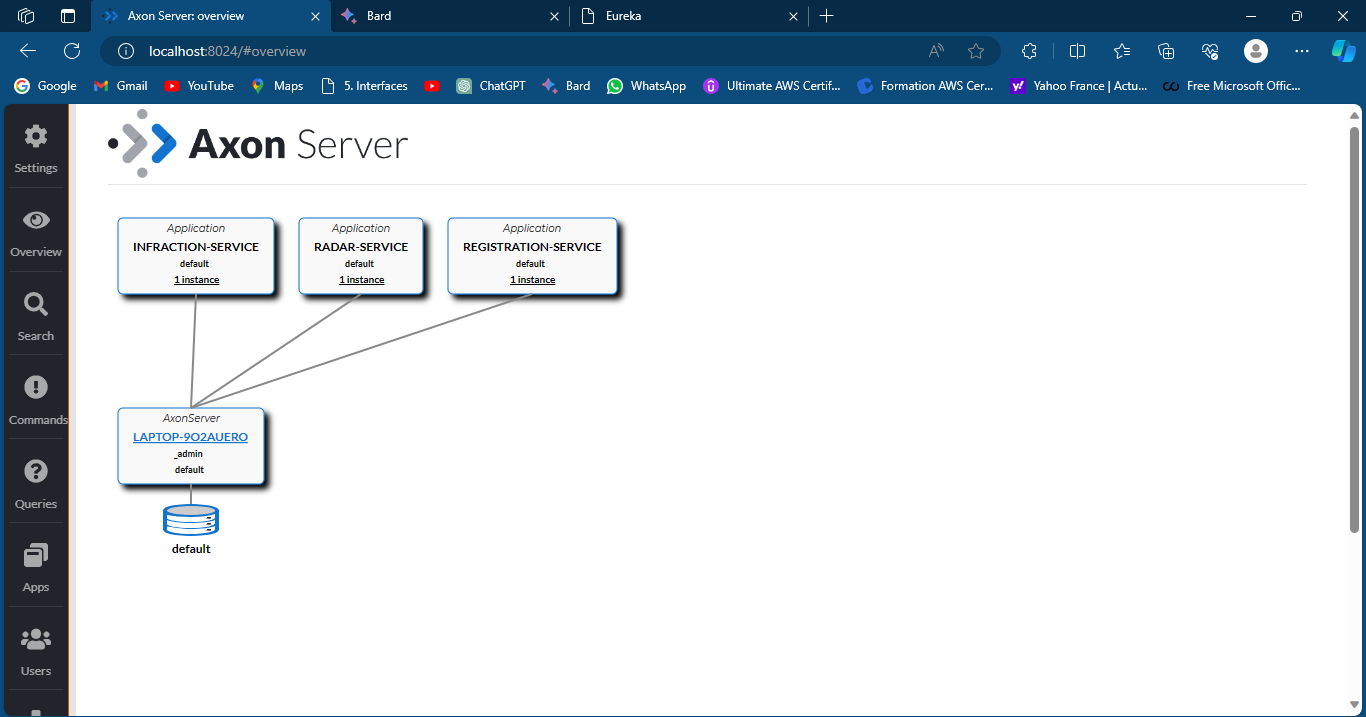 Axon Server: overview
Bard
Eureka
localhost:8024/#overview
Google
Gmail
YouTube
Maps
5. Interfaces
ChatGPT
Bard
WhatsApp
Ultimate AWS Certif...
Formation AWS Cer...
Yahoo France | Actu...
Free Microsoft Offic...
Settings
Overview
Search
Commands
Queries
Apps
Users
Axon Server
Application
INFRACTION-SERVICE
default
1 instance
Application
RADAR-SERVICE
default
1 instance
Application
REGISTRATION-SERVICE
default
1 instance
AxonServer
LAPTOP-9O2AUERO
_admin
default
default